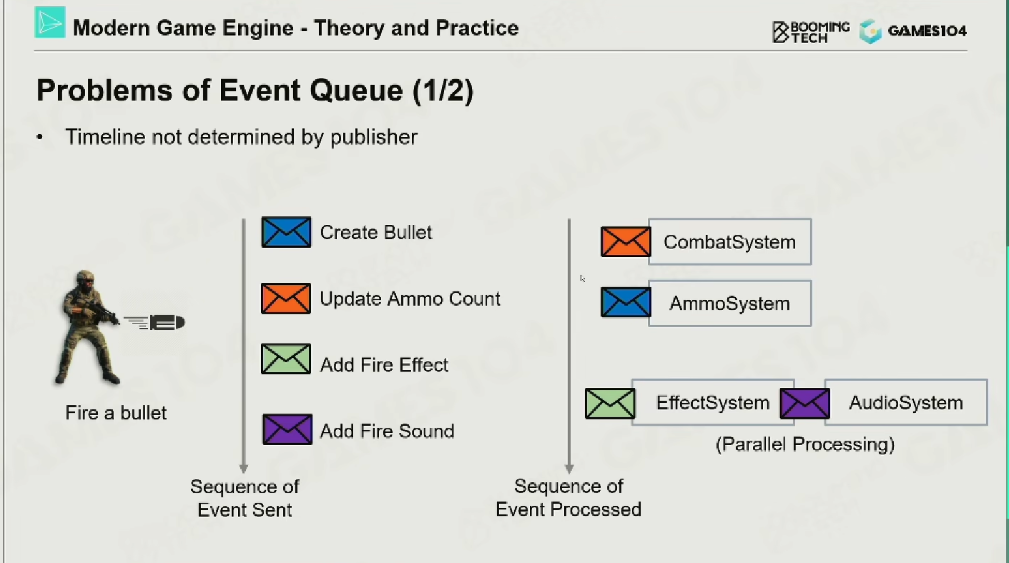 Modern Game Engine - Theory and Practice
BOOMING TECH
GAMES104
Problems of Event Queue (1/2)
• Timeline not determined by publisher
Create Bullet
Update Ammo Count
Add Fire Effect
Add Fire Sound
Fire a bullet
Sequence of
Event Sent
CombatSystem
AmmoSystem
EffectSystem
AudioSystem
(Parallel Processing)
Sequence of
Event Processed